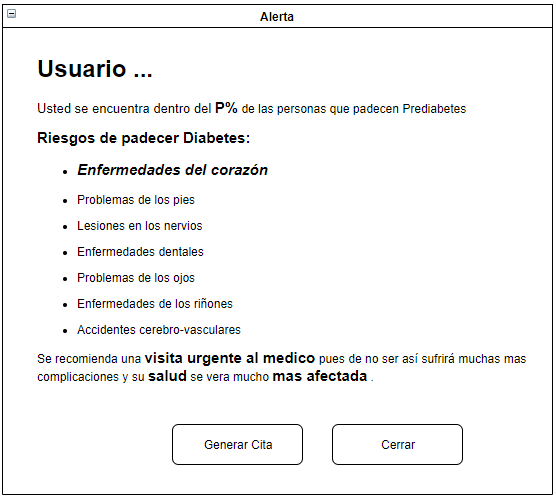 Alerta
Usuario ...
Usted se encuentra dentro del P% de las personas que padecen Prediabetes
Riesgos de padecer Diabetes:
Enfermedades del corazón
Problemas de los pies
Lesiones en los nervios
Enfermedades dentales
Problemas de los ojos
Enfermedades de los riñones
Accidentes cerebro-vasculares
Se recomienda una visita urgente al medico pues de no ser así sufrirá muchas mas
complicaciones y su salud se vera mucho mas afectada .
Generar Cita
Cerrar